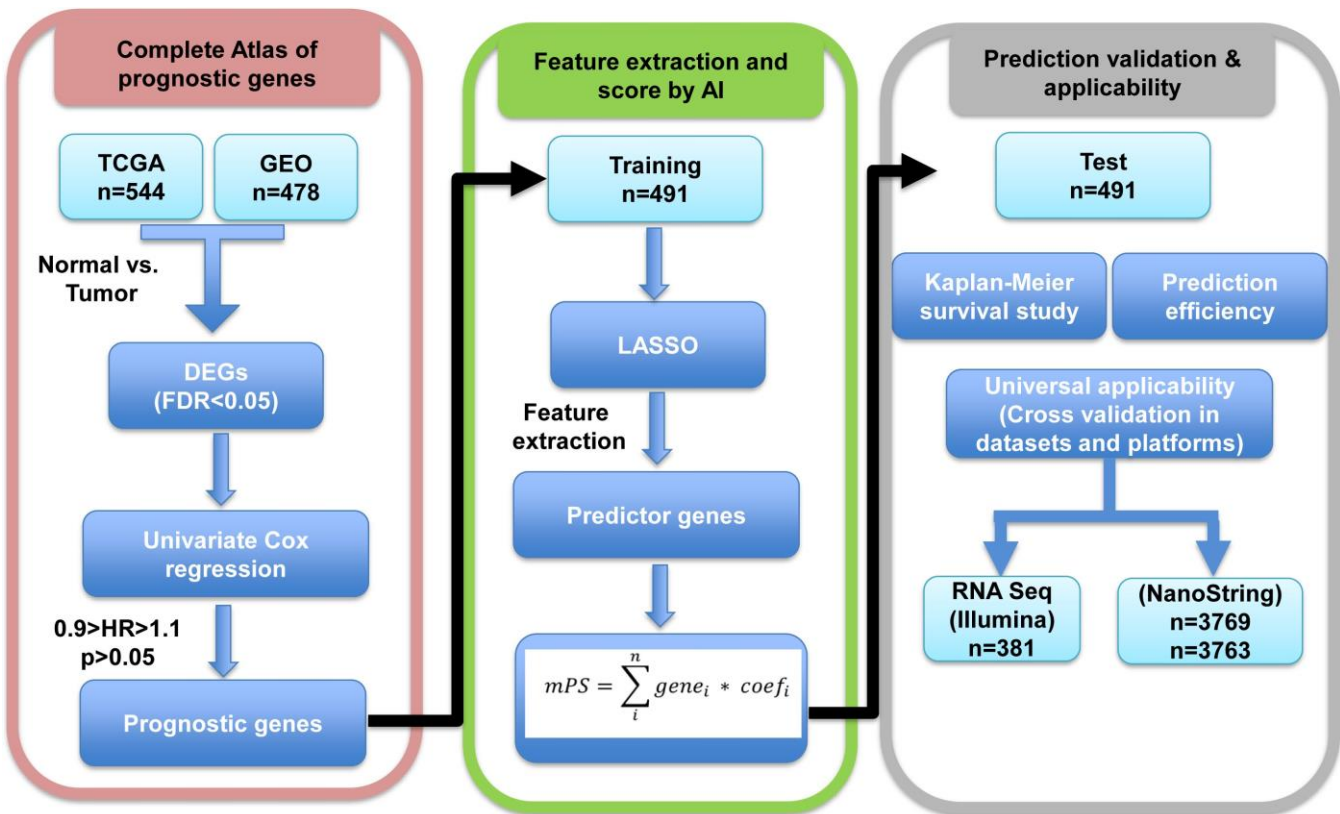 Complete Atlas of
prognostic genes
TCGA
n=544
GEO
n=478
Normal vs.
Tumor
DEGs
(FDR<0.05)
Univariate Cox
regression
0.9>HR>1.1
p>0.05
Prognostic genes
Feature extraction and
score by AI
Training
n=491
LASSO
Feature
extraction
Predictor genes
mPS = ∑ⁿᵢ geneᵢ * coefᵢ
Prediction validation &
applicability
Test
n=491
Kaplan-Meier
survival study
Prediction
efficiency
Universal applicability
(Cross validation in
datasets and platforms)
RNA Seq
(Illumina)
n=381
(NanoString)
n=3769
n=3763